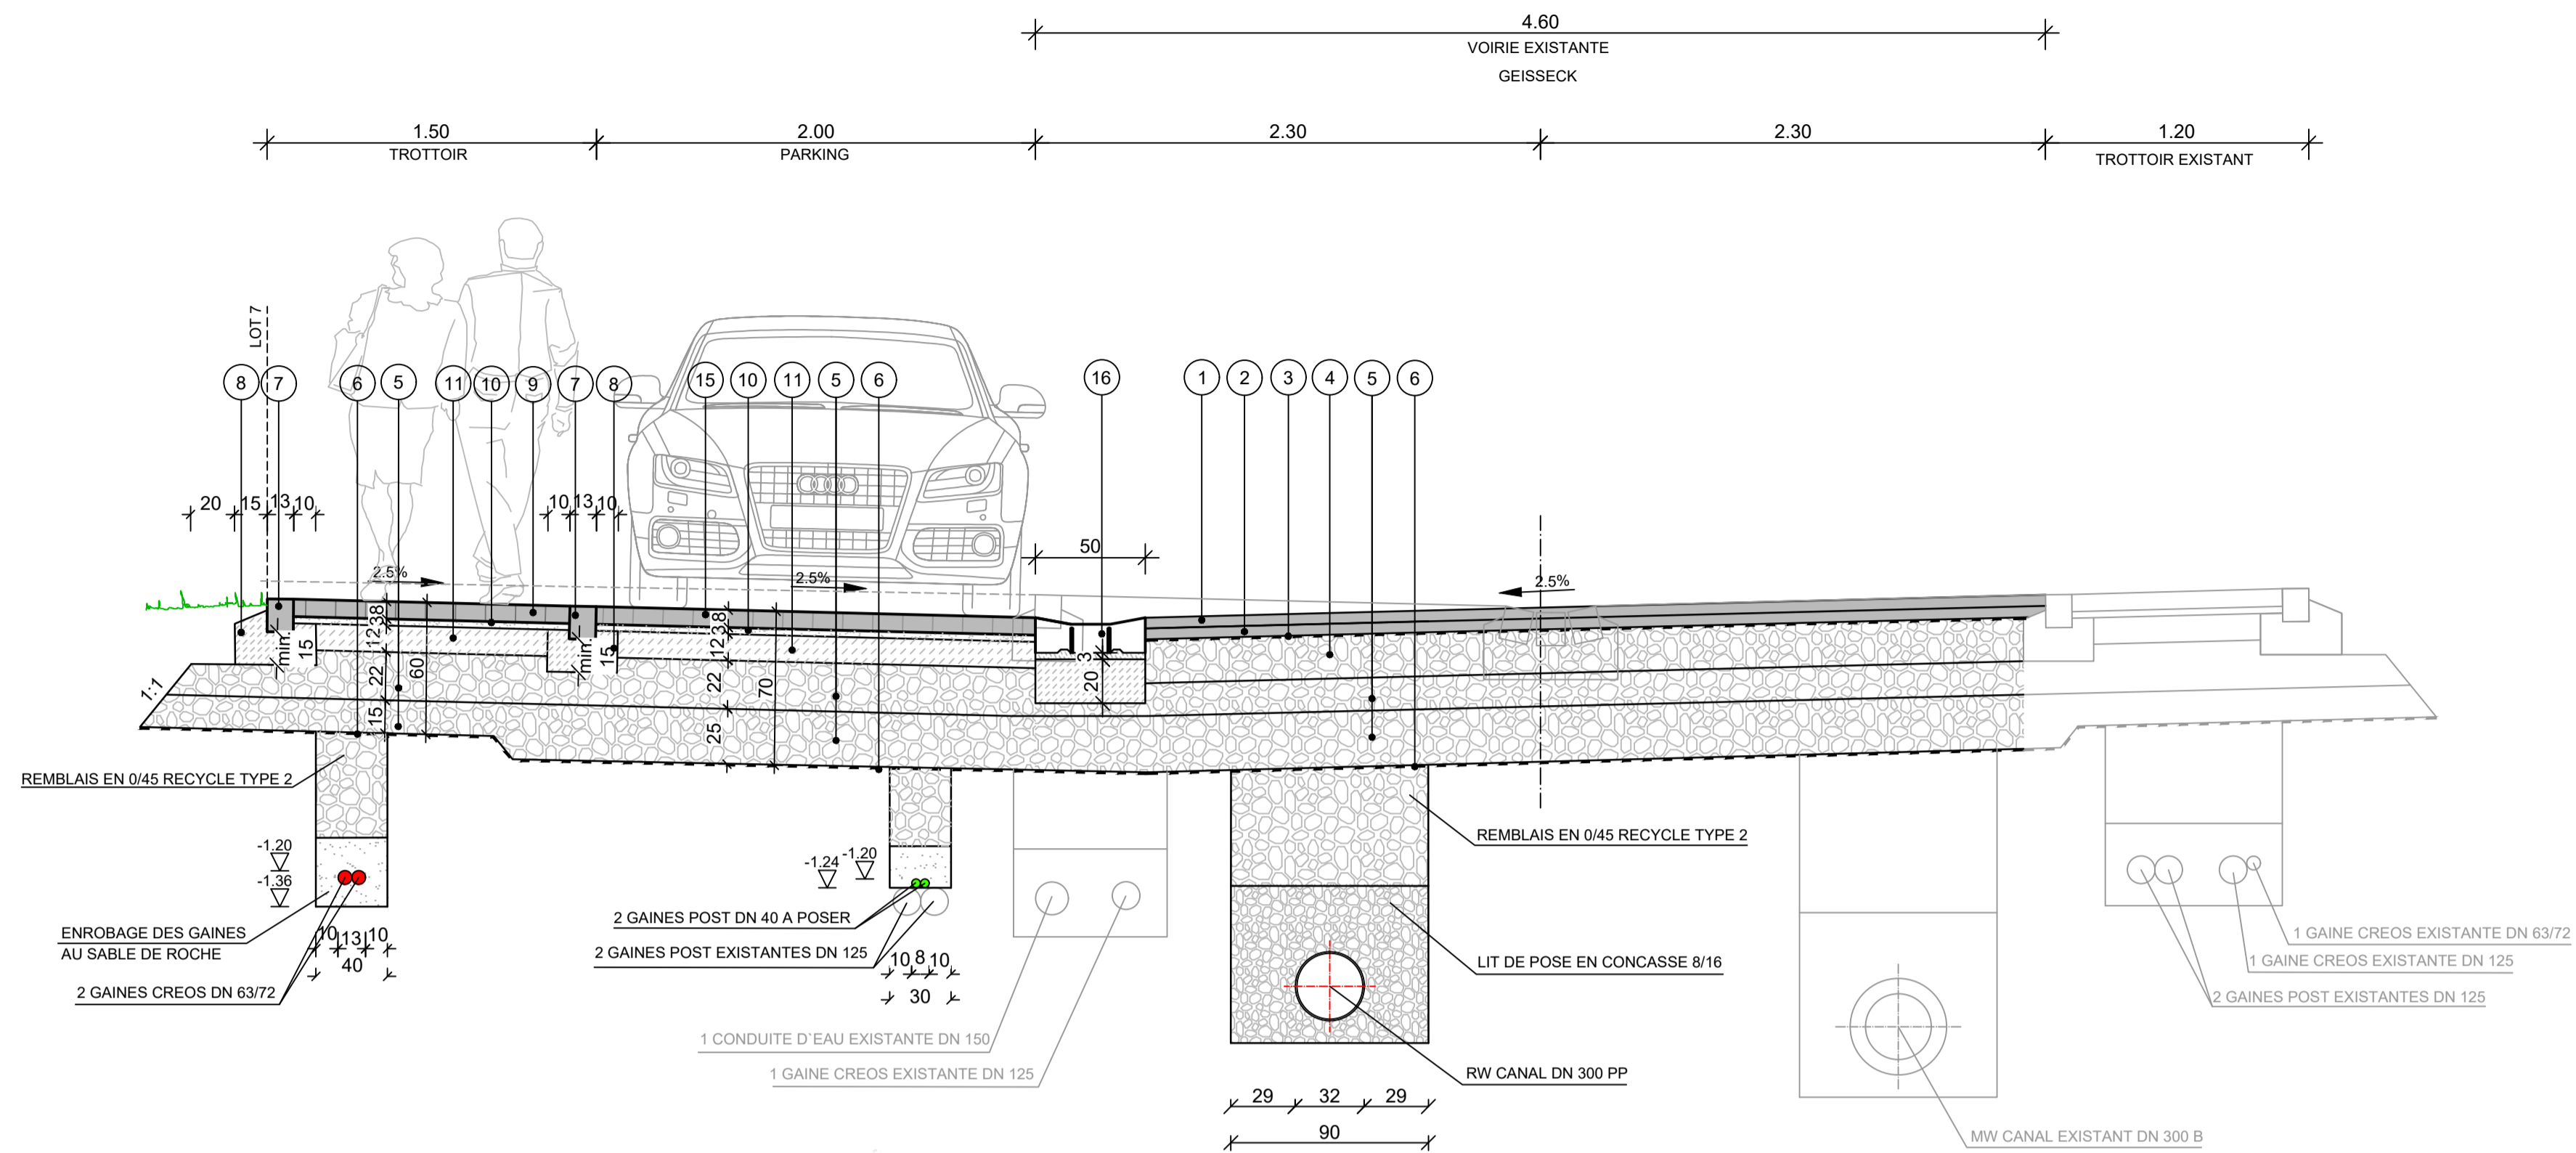 4.60
VOIRIE EXISTANTE
GEISSECK
1.50
TROTTOIR
2.00
PARKING
2.30
2.30
1.20
TROTTOIR EXISTANT
LOT 7
8 7 6 5 11 10 9 7 8 15 10 11 5 6 16 1 2 3 4 5 6
20 15 13 10
10 13 10
50
2.5%
2.5%
2.5%
12 3 8
22
15
60
min. 15
min. 15
12 3 8
22
25
70
3
20
1:1
REMBLAIS EN 0/45 RECYCLE TYPE 2
-1.20
-1.36
ENROBAGE DES GAINES
AU SABLE DE ROCHE
10 13 10
40
2 GAINES CREOS DN 63/72
-1.24
-1.20
2 GAINES POST DN 40 A POSER
2 GAINES POST EXISTANTES DN 125
10 8 10
30
1 CONDUITE D`EAU EXISTANTE DN 150
1 GAINE CREOS EXISTANTE DN 125
REMBLAIS EN 0/45 RECYCLE TYPE 2
LIT DE POSE EN CONCASSE 8/16
RW CANAL DN 300 PP
29 32 29
90
1 GAINE CREOS EXISTANTE DN 63/72
1 GAINE CREOS EXISTANTE DN 125
2 GAINES POST EXISTANTES DN 125
MW CANAL EXISTANT DN 300 B